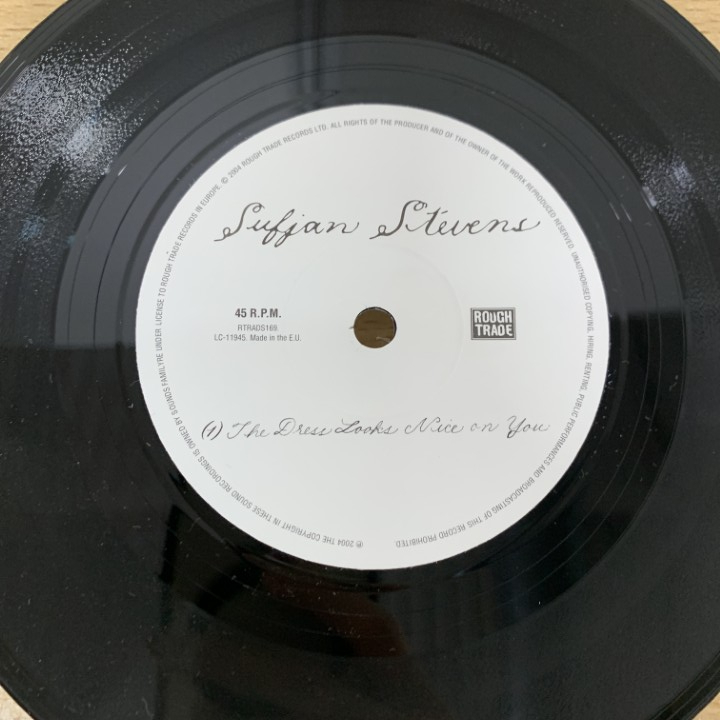 Sufjan Stevens
45 R.P.M.
RTRADS165
LC-11945. Made in the E.U.
ROUGH
TRADE
(1) The Dress Looks Nice on You
℗ 2004 THE COPYRIGHT IN THESE SOUND RECORDINGS IS OWNED BY SOUNDS FAMILYRE UNDER LICENSE TO ROUGH TRADE RECORDS IN EUROPE. © 2004 ROUGH TRADE RECORDS LTD. ALL RIGHTS OF THE PRODUCER AND OF THE OWNER OF THE WORK REPRODUCED RESERVED. UNAUTHORISED COPYING, HIRING, RENTING, PUBLIC PERFORMANCES AND BROADCASTING OF THIS RECORD PROHIBITED.